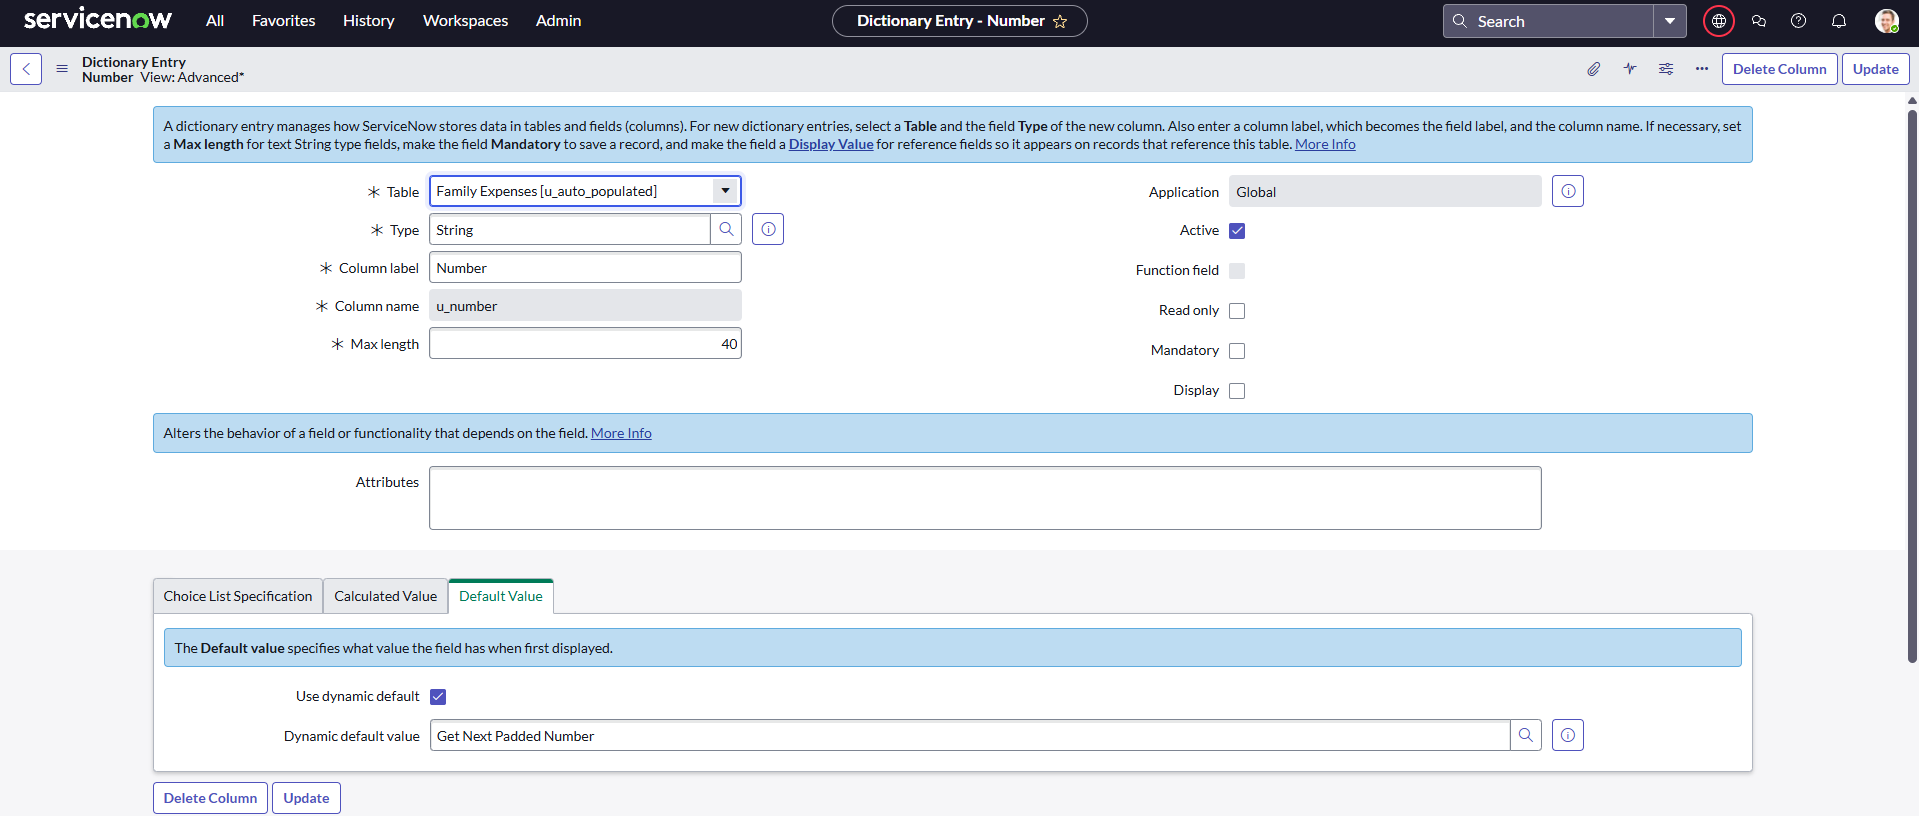 servicenow All Favorites History Workspaces Admin Dictionary Entry - Number Search
Dictionary Entry
Number View: Advanced*
Delete Column Update
A dictionary entry manages how ServiceNow stores data in tables and fields (columns). For new dictionary entries, select a Table and the field Type of the new column. Also enter a column label, which becomes the field label, and the column name. If necessary, set
a Max length for text String type fields, make the field Mandatory to save a record, and make the field a Display Value for reference fields so it appears on records that reference this table. More Info
Table Family Expenses [u_auto_populated]
Type String
Column label Number
Column name u_number
Max length 40
Application Global
Active
Function field
Read only
Mandatory
Display
Alters the behavior of a field or functionality that depends on the field. More Info
Attributes
Choice List Specification Calculated Value Default Value
The Default value specifies what value the field has when first displayed.
Use dynamic default
Dynamic default value Get Next Padded Number
Delete Column Update